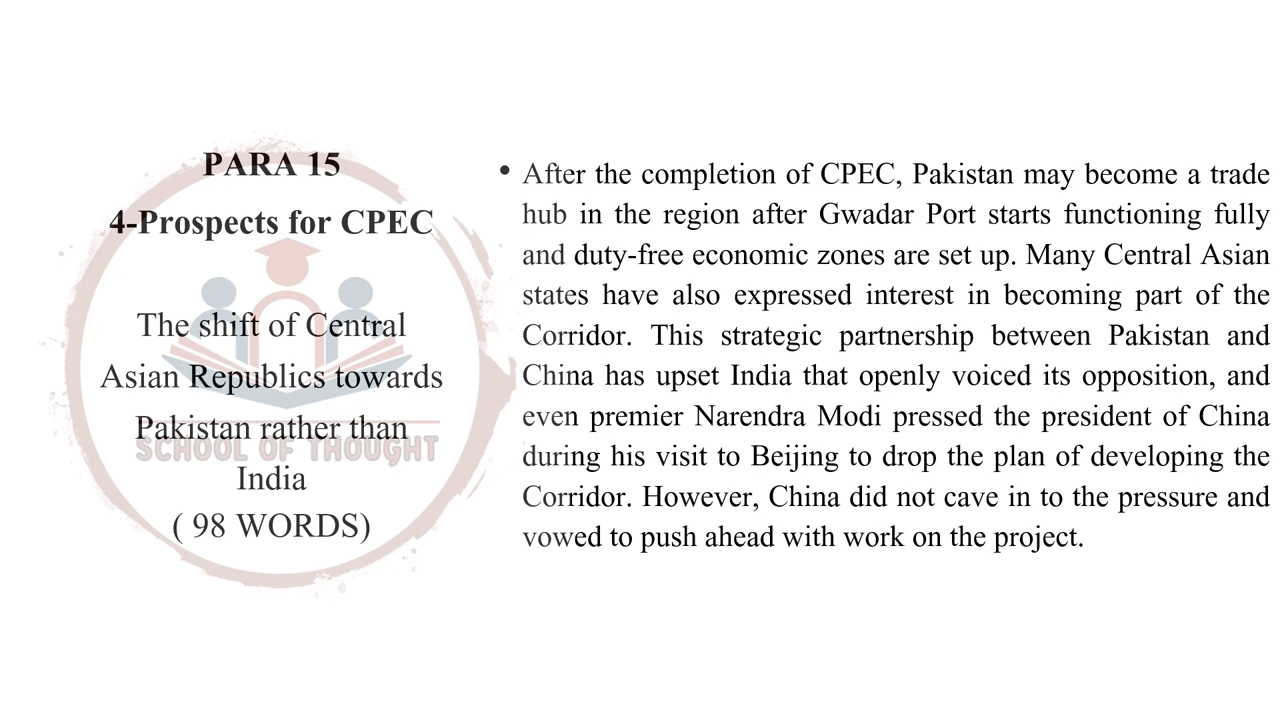 PARA 15
4-Prospects for CPEC
The shift of Central
Asian Republics towards
Pakistan rather than
India
( 98 WORDS)
SCHOOL OF THOUGHT
• After the completion of CPEC, Pakistan may become a trade
hub in the region after Gwadar Port starts functioning fully
and duty-free economic zones are set up. Many Central Asian
states have also expressed interest in becoming part of the
Corridor. This strategic partnership between Pakistan and
China has upset India that openly voiced its opposition, and
even premier Narendra Modi pressed the president of China
during his visit to Beijing to drop the plan of developing the
Corridor. However, China did not cave in to the pressure and
vowed to push ahead with work on the project.